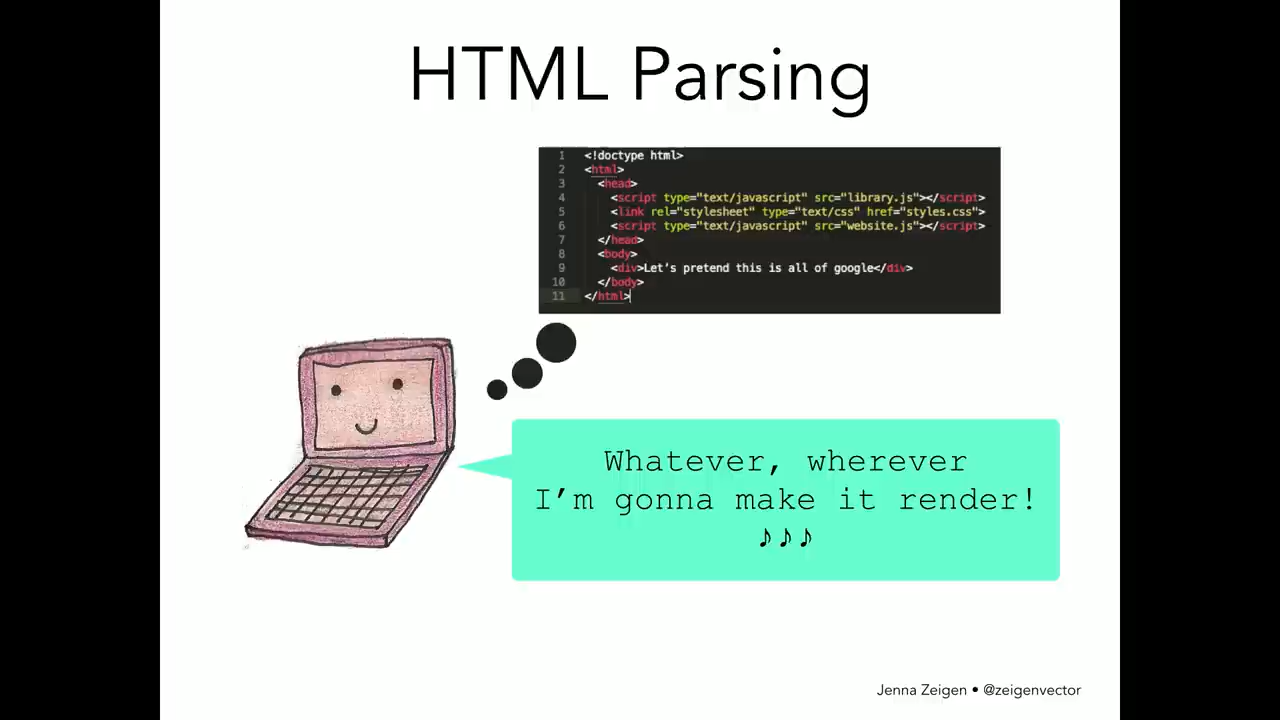 HTML Parsing
1 <!doctype html>
2 <html>
3 <head>
4 <script type="text/javascript" src="library.js"></script>
5 <link rel="stylesheet" type="text/css" href="styles.css">
6 <script type="text/javascript" src="website.js"></script>
7 </head>
8 <body>
9 <div>Let's pretend this is all of google</div>
10 </body>
11 </html>
Whatever, wherever
I'm gonna make it render!
♪♪♪
Jenna Zeigen • @zeigenvector